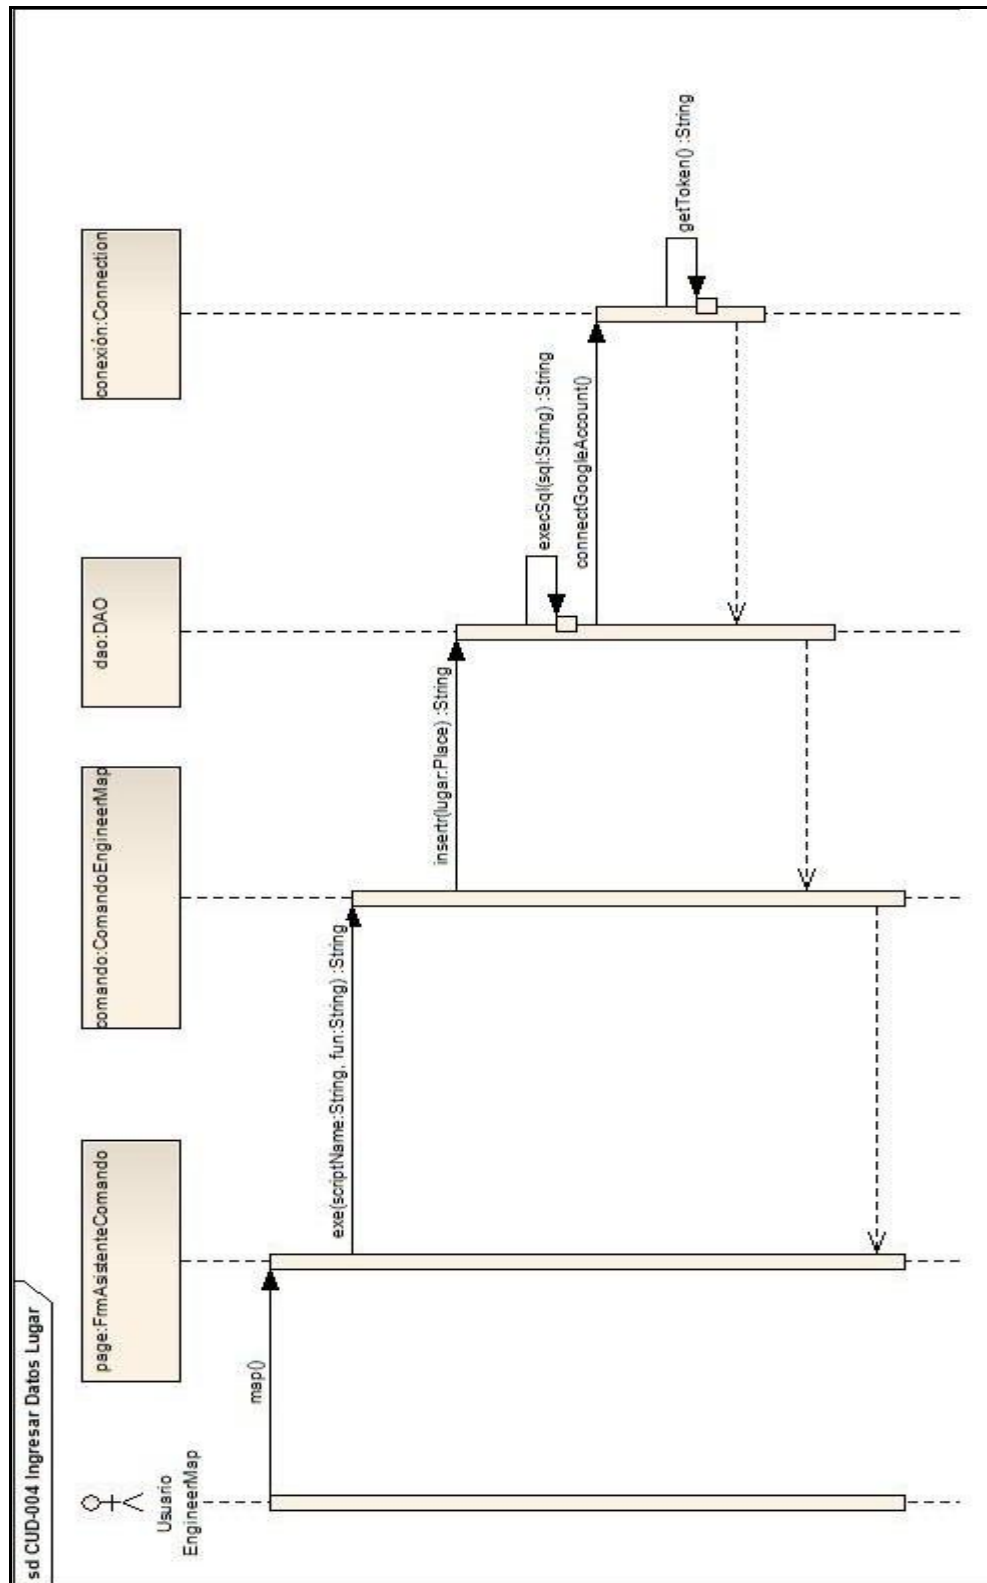 sd CUD-004 Ingresar Datos Lugar
Usuario
EngineerMap
page:FrmAsistenteComando
comando:ComandoEngineerMap
dao:DAO
conexión:Connection
map()
exe(scriptName:String, fun:String) :String
insertr(lugar:Place) :String
execSql(sql:String) :String
connectGoogleAccount()
getToken() :String